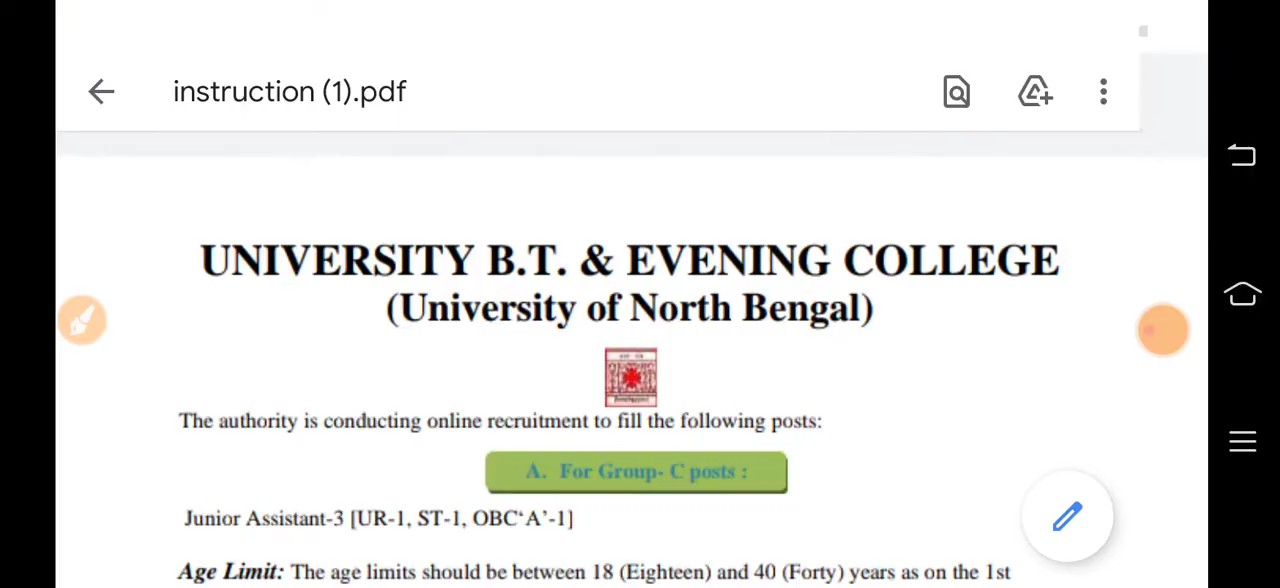 instruction (1).pdf
UNIVERSITY B.T. & EVENING COLLEGE
(University of North Bengal)
The authority is conducting online recruitment to fill the following posts:
A. For Group- C posts :
Junior Assistant-3 [UR-1, ST-1, OBC‘A’-1]
Age Limit: The age limits should be between 18 (Eighteen) and 40 (Forty) years as on the 1st